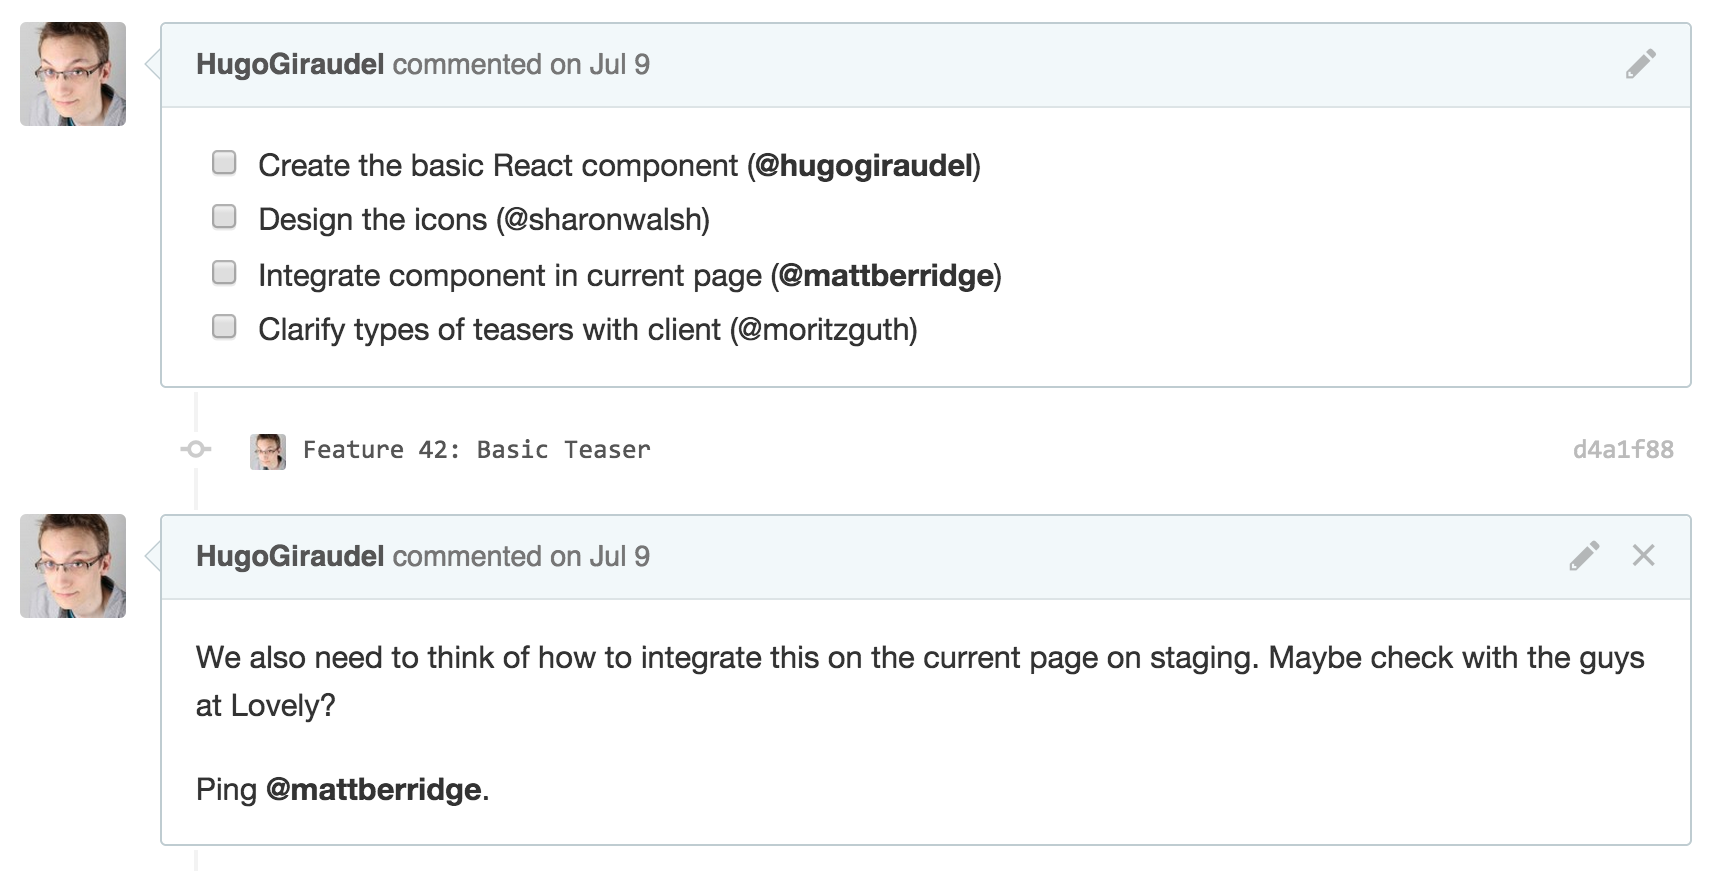 HugoGiraudel commented on Jul 9
Create the basic React component (@hugogiraudel)
Design the icons (@sharonwalsh)
Integrate component in current page (@mattberridge)
Clarify types of teasers with client (@moritzguth)
Feature 42: Basic Teaser d4a1f88
HugoGiraudel commented on Jul 9
We also need to think of how to integrate this on the current page on staging. Maybe check with the guys
at Lovely?
Ping @mattberridge.